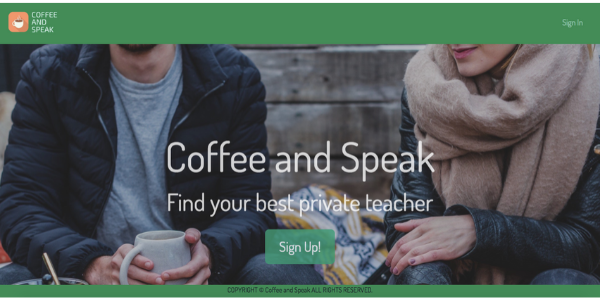 COFFEE
AND
SPEAK
Sign In
Coffee and Speak
Find your best private teacher
Sign Up!
COPYRIGHT © Coffee and Speak ALL RIGHTS RESERVED.